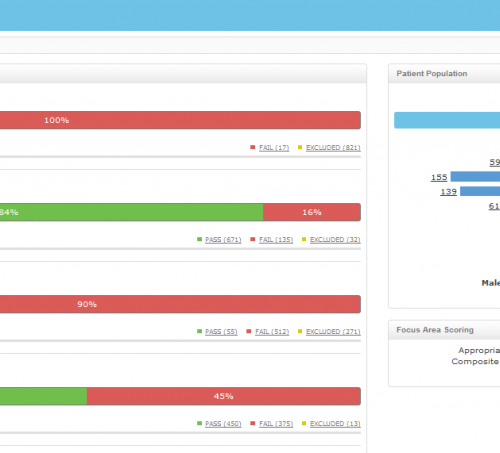 Patient Population
100%
FAIL (17) EXCLUDED (821)
59
155
139
61
84% 16%
PASS (671) FAIL (135) EXCLUDED (32)
Male
90%
PASS (55) FAIL (512) EXCLUDED (271)
Focus Area Scoring
Appropria
Composite
45%
PASS (450) FAIL (375) EXCLUDED (13)